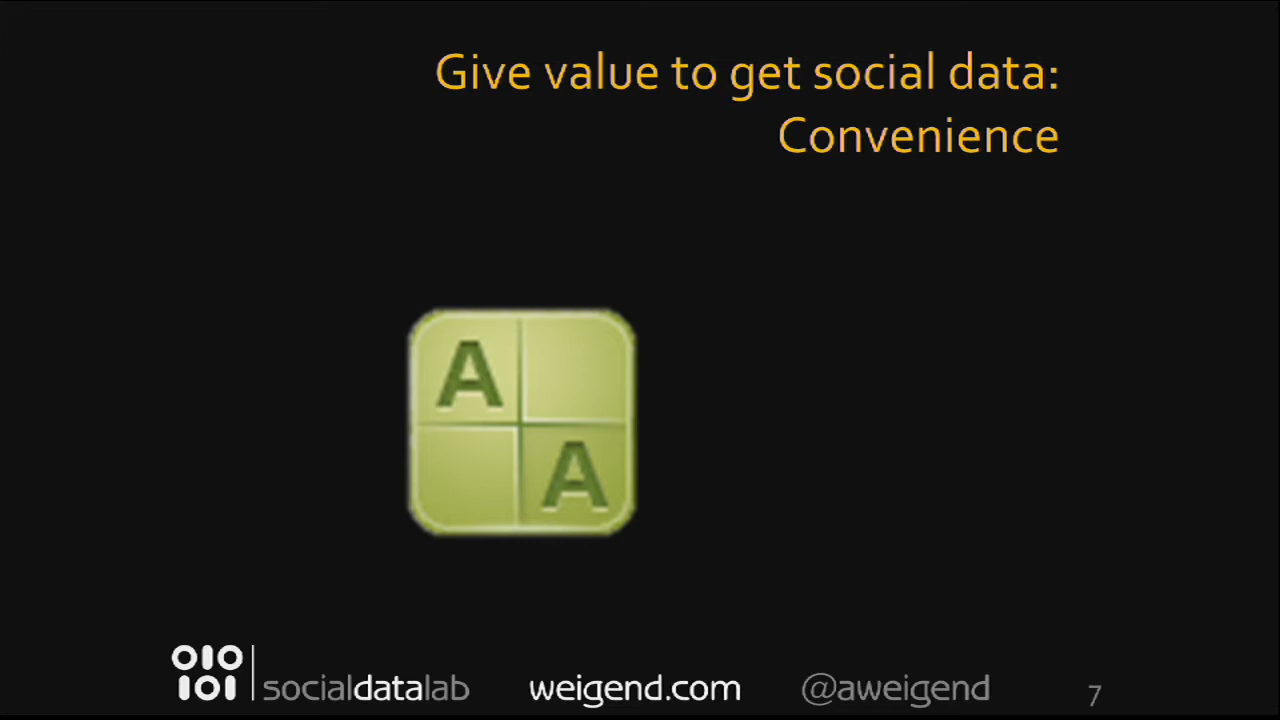 Give value to get social data:
Convenience
A
A
010
101
socialdatalab
weigend.com
@aweigend
7